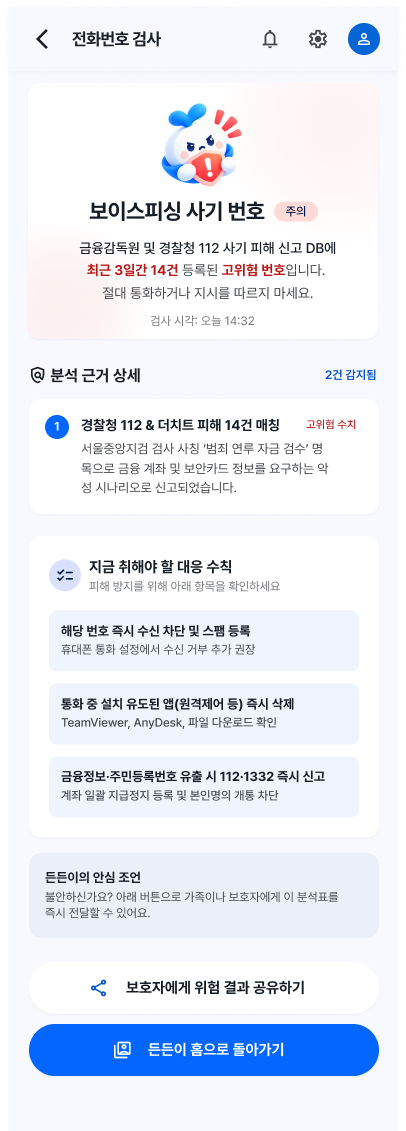 전화번호 검사
보이스피싱 사기 번호 주의
금융감독원 및 경찰청 112 사기 피해 신고 DB에
최근 3일간 14건 등록된 고위험 번호입니다.
절대 통화하거나 지시를 따르지 마세요.
검사 시각: 오늘 14:32
분석 근거 상세 2건 감지됨
1 경찰청 112 & 더치트 피해 14건 매칭 고위험 수치
서울중앙지검 검사 사칭 ‘범죄 연루 자금 검수’ 명
목으로 금융 계좌 및 보안카드 정보를 요구하는 악
성 시나리오로 신고되었습니다.
지금 취해야 할 대응 수칙
피해 방지를 위해 아래 항목을 확인하세요
해당 번호 즉시 수신 차단 및 스팸 등록
휴대폰 통화 설정에서 수신 거부 추가 권장
통화 중 설치 유도된 앱(원격제어 등) 즉시 삭제
TeamViewer, AnyDesk, 파일 다운로드 확인
금융정보·주민등록번호 유출 시 112·1332 즉시 신고
계좌 일괄 지급정지 등록 및 본인명의 개통 차단
든든이의 안심 조언
불안하신가요? 아래 버튼으로 가족이나 보호자에게 이 분석표를
즉시 전달할 수 있어요.
보호자에게 위험 결과 공유하기
든든이 홈으로 돌아가기